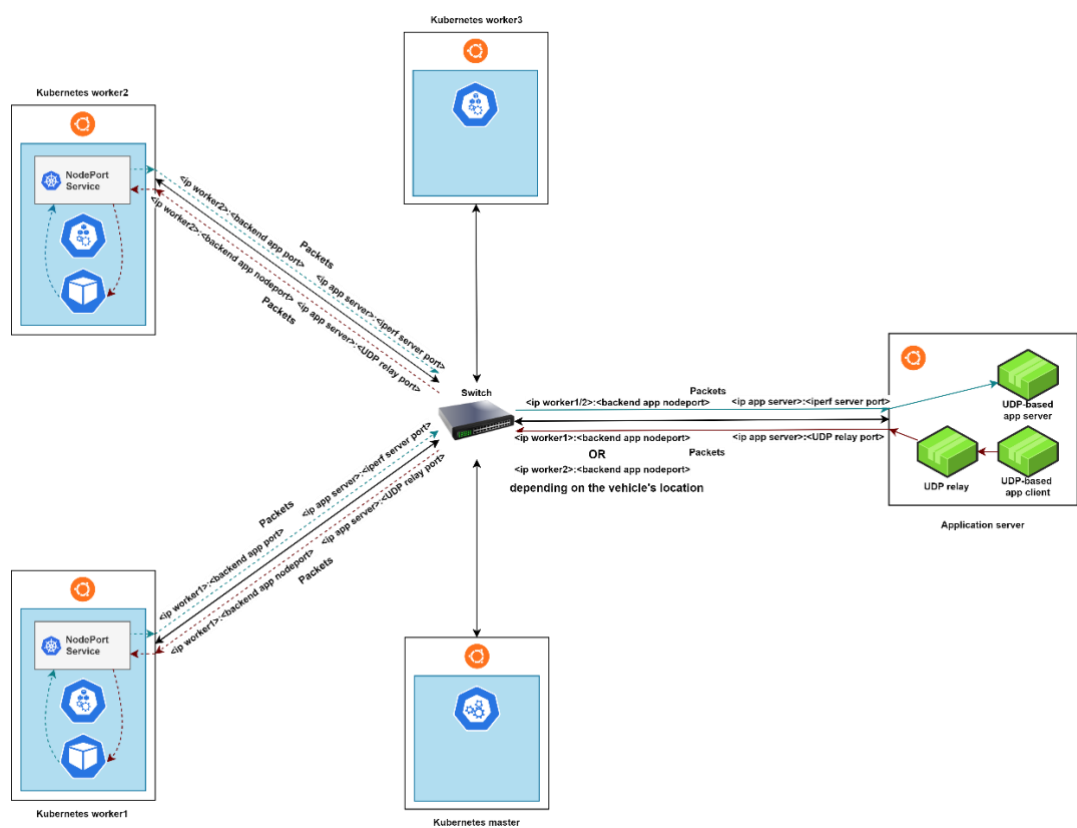 Kubernetes worker3
Kubernetes worker2
NodePort
Service
<ip worker2>:<backend app port>
Packets
<ip app server>:<iperf server port>
<ip worker2>:<backend app nodeport>
Packets
<ip app server>:<UDP relay port>
Switch
Packets
<ip worker1/2>:<backend app nodeport>
<ip app server>:<iperf server port>
<ip worker1>:<backend app nodeport>
<ip app server>:<UDP relay port>
OR
Packets
<ip worker2>:<backend app nodeport>
depending on the vehicle's location
UDP-based
app server
UDP relay
UDP-based
app client
Application server
<ip worker1>:<backend app port>
Packets
<ip app server>:<iperf server port>
<ip worker1>:<backend app nodeport>
Packets
<ip app server>:<UDP relay port>
NodePort
Service
Kubernetes worker1
Kubernetes master